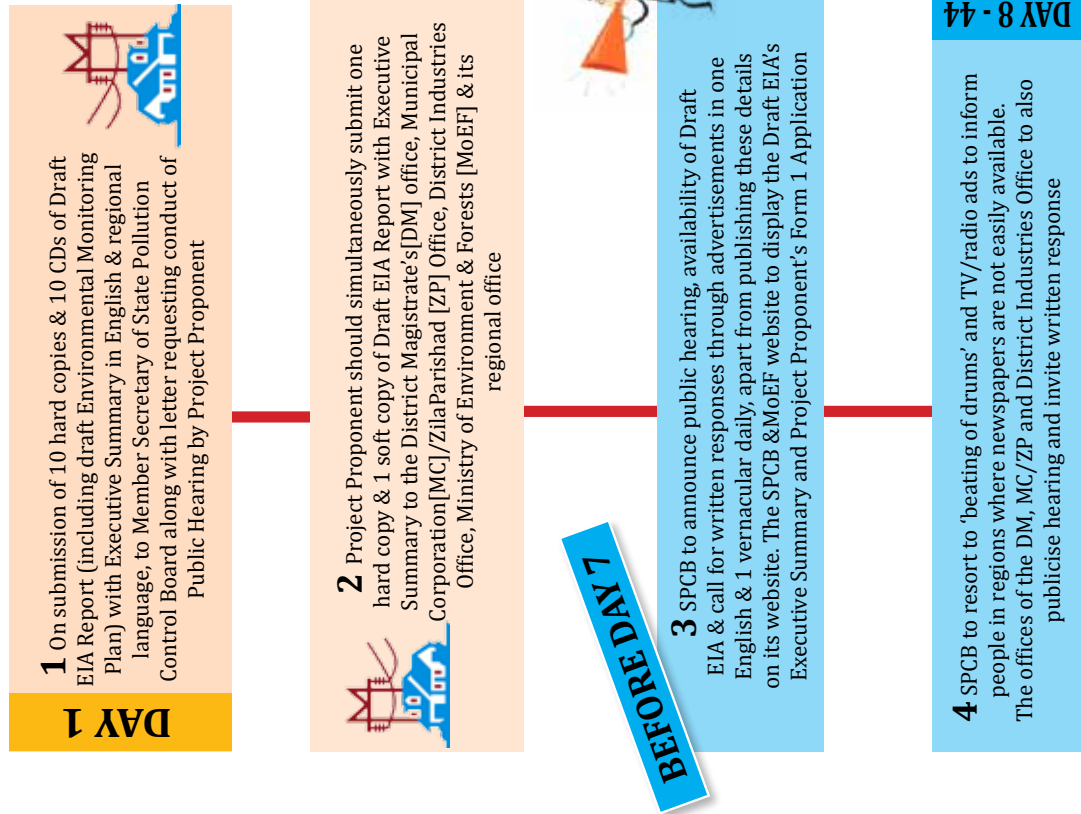 DAY 1
1 On submission of 10 hard copies & 10 CDs of Draft
EIA Report (including draft Environmental Monitoring
Plan) with Executive Summary in English & regional
language, to Member Secretary of State Pollution
Control Board along with letter requesting conduct of
Public Hearing by Project Proponent
2 Project Proponent should simultaneously submit one
hard copy & 1 soft copy of Draft EIA Report with Executive
Summary to the District Magistrate's[DM] office, Municipal
Corporation[MC]/ZilaParishad [ZP] Office, District Industries
Office, Ministry of Environment & Forests [MoEF] & its
regional office
BEFORE DAY 7
3 SPCB to announce public hearing, availability of Draft
EIA & call for written responses through advertisements in one
English & 1 vernacular daily, apart from publishing these details
on its website. The SPCB &MoEF website to display the Draft EIA's
Executive Summary and Project Proponent's Form 1 Application
DAY 8 - 44
4 SPCB to resort to 'beating of drums' and TV/radio ads to inform
people in regions where newspapers are not easily available.
The offices of the DM, MC/ZP and District Industries Office to also
publicise hearing and invite written response